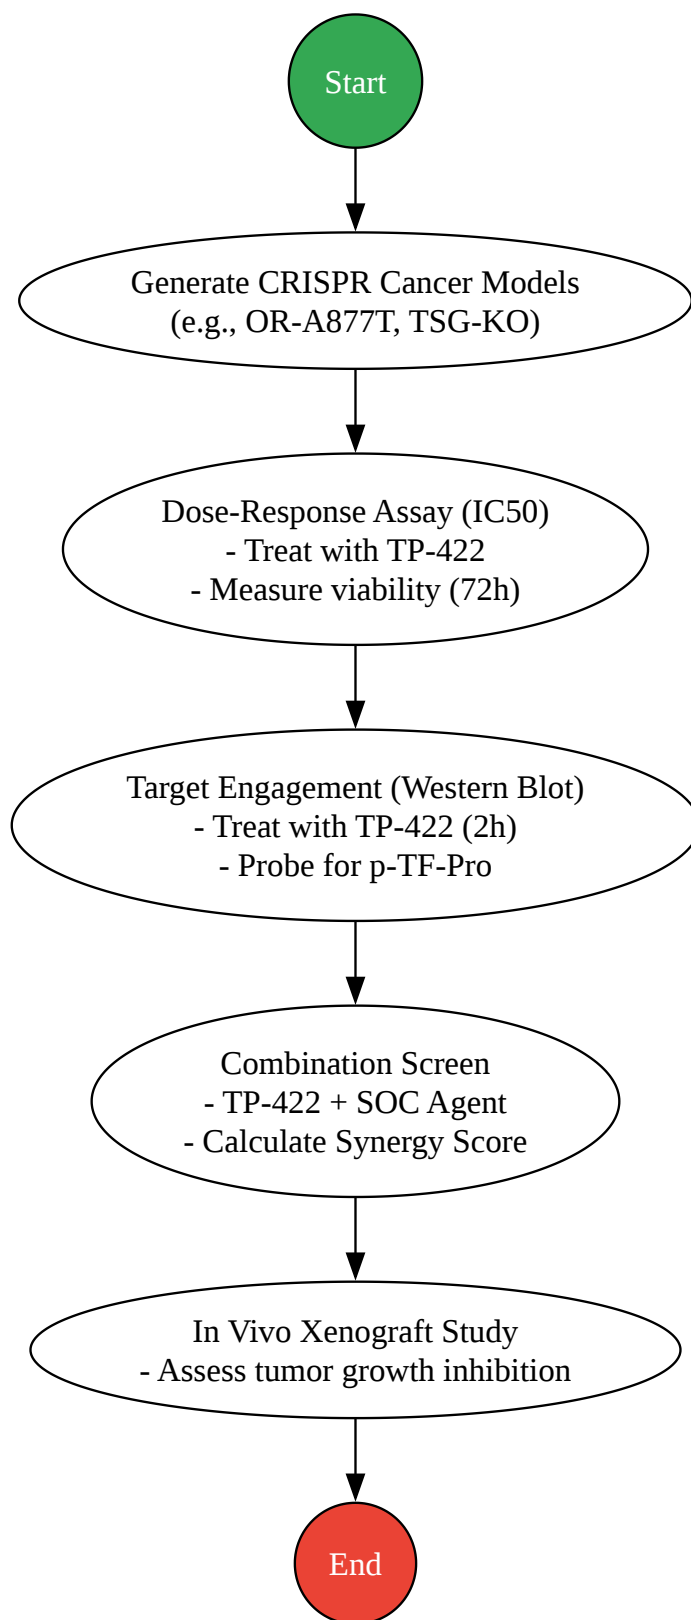 Start
Generate CRISPR Cancer Models
(e.g., OR-A877T, TSG-KO)
Dose-Response Assay (IC50)
- Treat with TP-422
- Measure viability (72h)
Target Engagement (Western Blot)
- Treat with TP-422 (2h)
- Probe for p-TF-Pro
Combination Screen
- TP-422 + SOC Agent
- Calculate Synergy Score
In Vivo Xenograft Study
- Assess tumor growth inhibition
End